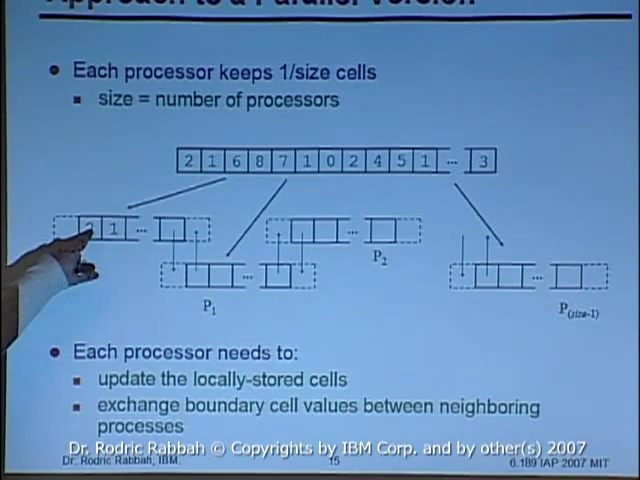 Approach to a Parallel Version
Each processor keeps 1/size cells
size = number of processors
2 1 6 8 7 1 0 2 4 5 1 ... 3
2 1 ...
...
P2
...
...
P1
P(size-1)
Each processor needs to:
update the locally-stored cells
exchange boundary cell values between neighboring
processes
Dr. Rodric Rabbah © Copyrights by IBM Corp. and by other(s) 2007
Dr. Rodric Rabbah, IBM.
15
6.189 IAP 2007 MIT